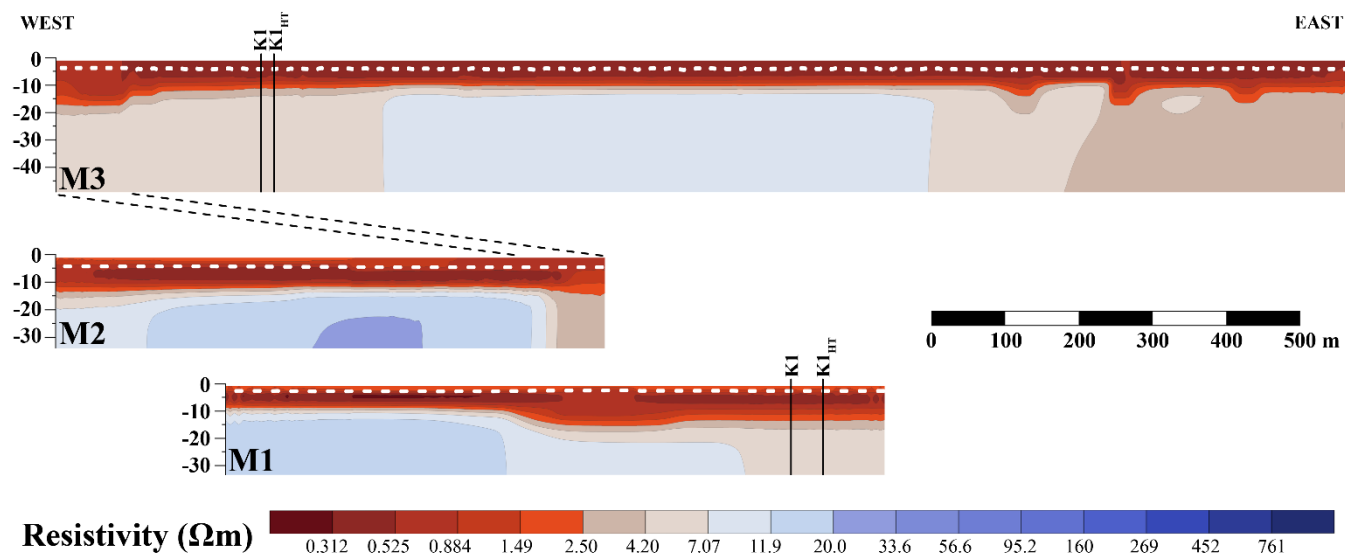 WEST
K1
K1HT
EAST
0
-10
-20
-30
-40
M3
0
-10
-20
-30
M2
0 100 200 300 400 500 m
K1
K1HT
0
-10
-20
-30
M1
Resistivity (Ωm)
0.312 0.525 0.884 1.49 2.50 4.20 7.07 11.9 20.0 33.6 56.6 95.2 160 269 452 761